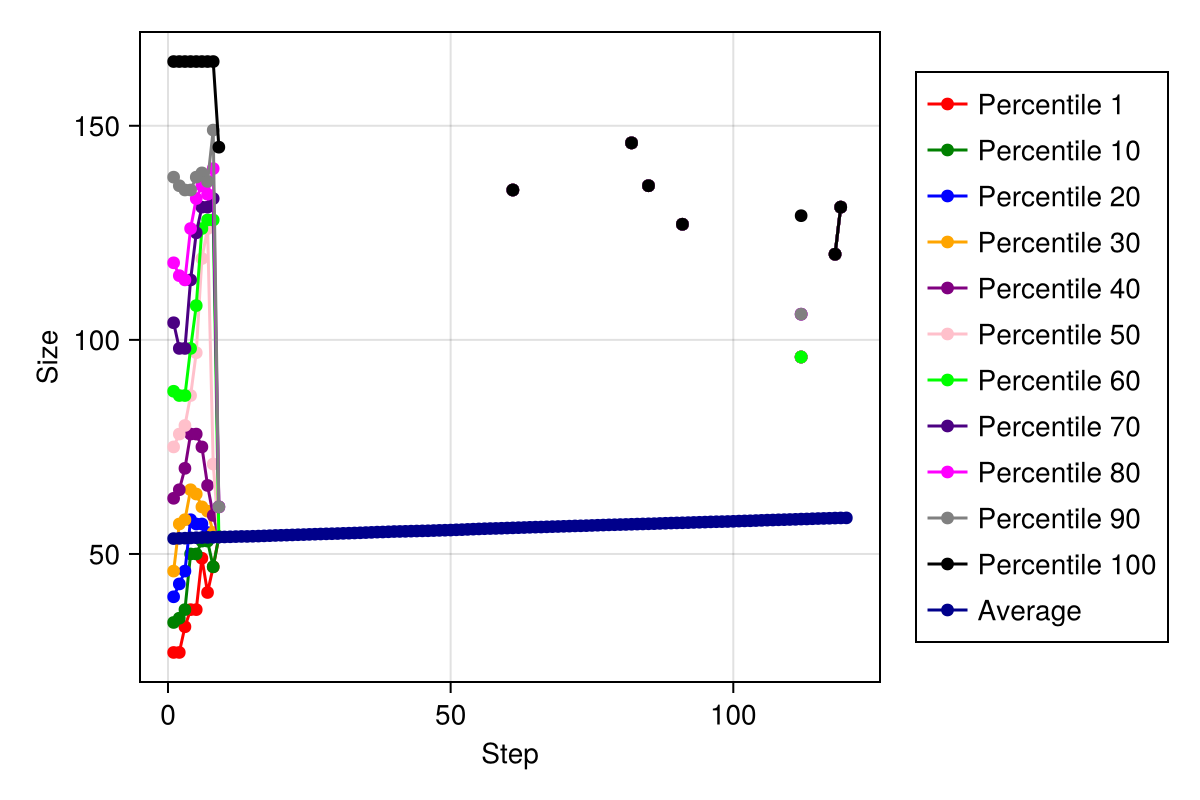 150
100
50
Size
0
50
100
Step
Percentile 1
Percentile 10
Percentile 20
Percentile 30
Percentile 40
Percentile 50
Percentile 60
Percentile 70
Percentile 80
Percentile 90
Percentile 100
Average